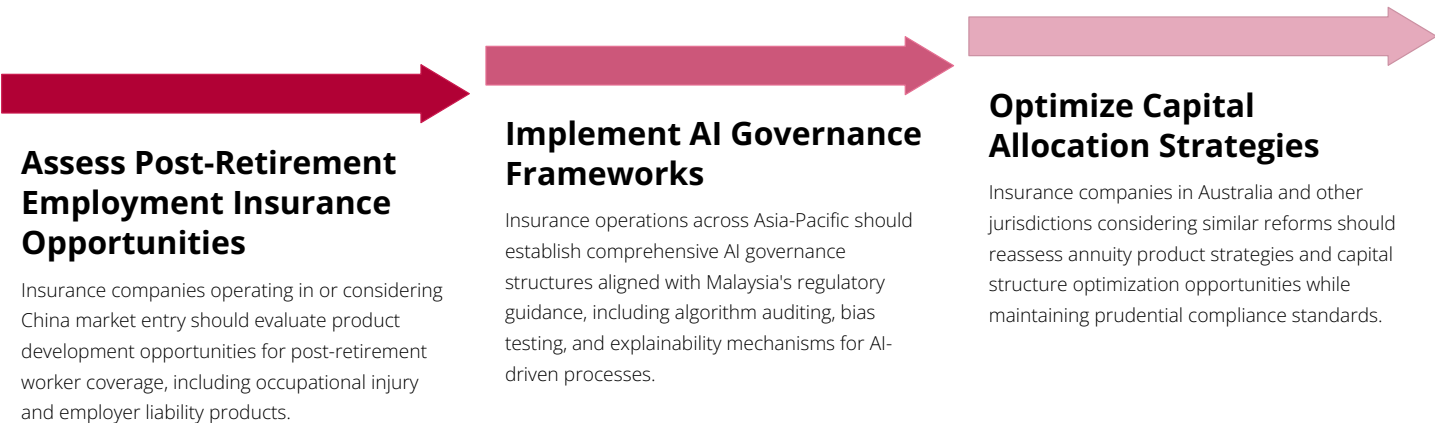 Assess Post-Retirement
Employment Insurance
Opportunities
Insurance companies operating in or considering
China market entry should evaluate product
development opportunities for post-retirement
worker coverage, including occupational injury
and employer liability products.
Implement AI Governance
Frameworks
Insurance operations across Asia-Pacific should
establish comprehensive AI governance
structures aligned with Malaysia's regulatory
guidance, including algorithm auditing, bias
testing, and explainability mechanisms for AI-
driven processes.
Optimize Capital
Allocation Strategies
Insurance companies in Australia and other
jurisdictions considering similar reforms should
reassess annuity product strategies and capital
structure optimization opportunities while
maintaining prudential compliance standards.